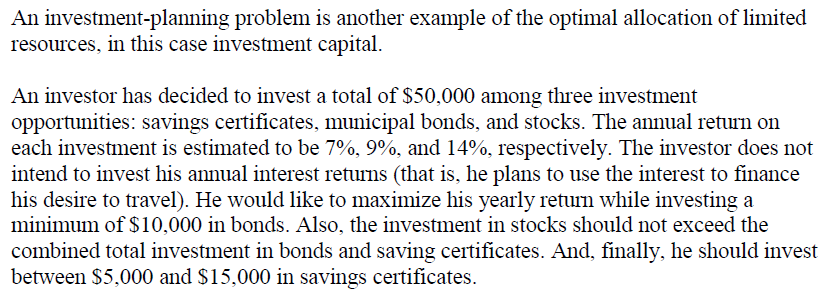 An investment-planning problem is another example of the optimal allocation of limited
resources, in this case investment capital.
An investor has decided to invest a total of $50,000 among three investment
opportunities: savings certificates, municipal bonds, and stocks. The annual return on
each investment is estimated to be 7%, 9%, and 14%, respectively. The investor does not
intend to invest his annual interest returns (that is, he plans to use the interest to finance
his desire to travel). He would like to maximize his yearly return while investing a
minimum of $10,000 in bonds. Also, the investment in stocks should not exceed the
combined total investment in bonds and saving certificates. And, finally, he should invest
between $5,000 and $15,000 in savings certificates.